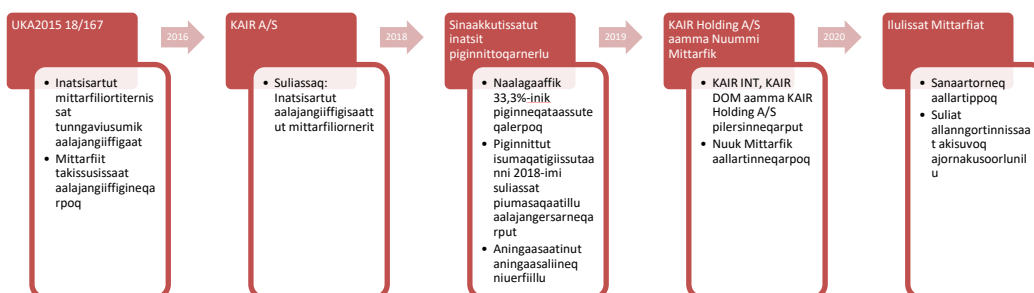 UKA2015 18/167
Inatsisartut
mittarfiliortiternis
sat
tunngaviusumik
aalajangiiffigaat
Mittarfiit
takissusissaat
aalajangiiffigineqa
rpoq
2016
KAIR A/S
Suliassaq:
Inatsisartut
aalajangiiffigisaatt
ut mittarfiliornerit
2018
Sinaakkutissatut
inatsit
piginnittoqarnerlu
Naalagaaffik
33,3%-inik
piginneqataassute
qalerpoq
Piginnittut
isumaqatigiissutaa
nni 2018-imi
suliassat
piumasaqaatillu
aalajangersarneqa
rput
Aningaasaatinut
aningaasaliineq
niuerfiillu
2019
KAIR Holding A/S
aamma Nuummi
Mittarfik
KAIR INT, KAIR
DOM aamma KAIR
Holding A/S
pilersinneqarput
Nuuk Mittarfik
aallartinneqarpoq
2020
Ilulissat Mittarfiat
Sanaartorneq
aallartippoq
Suliat
allanngortinnissaa
t akisuvoq
ajornakusoorlunil
u